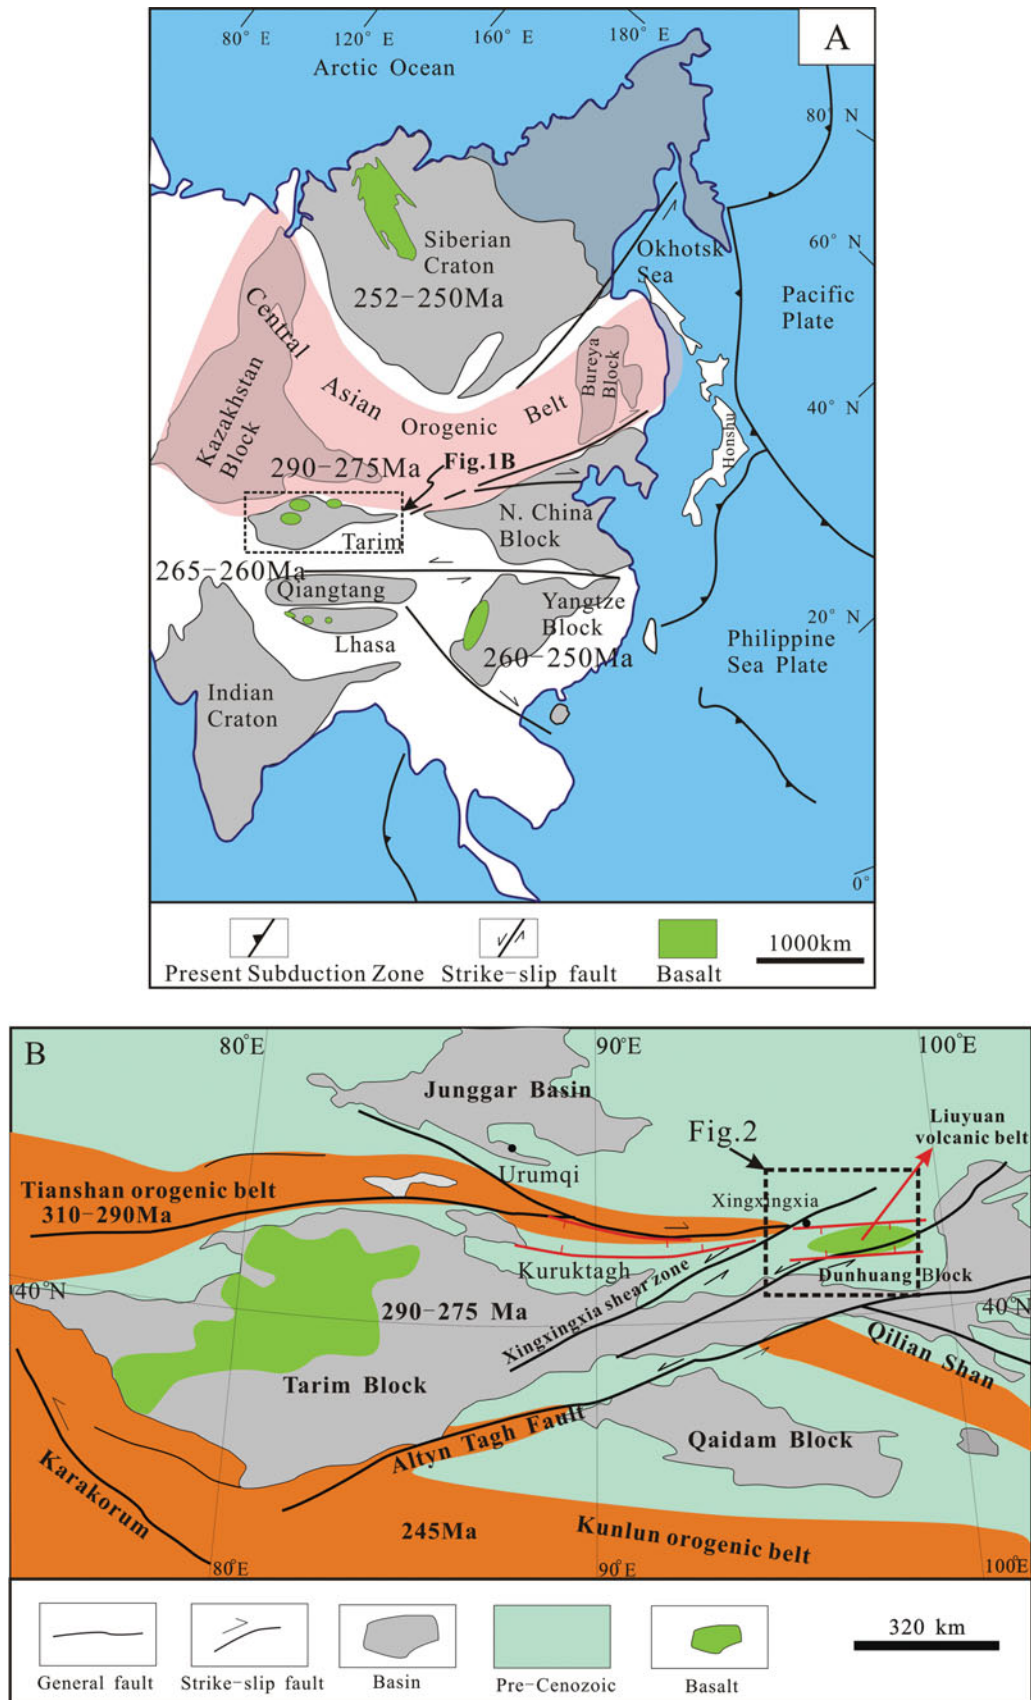 80° E
120° E
160° E
180° E
A
Arctic Ocean
80° N
Siberian
Craton
Okhotsk
Sea
60° N
252-250Ma
Pacific
Plate
Central
Asian
Orogenic
Belt
Bureya
Block
40° N
Kazakhstan
Block
Honshu
290-275Ma
Fig.1B
N. China
Block
Tarim
265-260Ma
Qiangtang
Yangtze
Block
20° N
Lhasa
260-250Ma
Philippine
Sea Plate
Indian
Craton
0°
Present Subduction Zone
Strike-slip fault
Basalt
1000km
B
80°E
90°E
100°E
Junggar Basin
Liuyuan
volcanic belt
Fig.2
Urumqi
Xingxingxia
Tianshan orogenic belt
310-290Ma
Kuruktagh
Dunhuang Block
40°N
40°N
290-275 Ma
Xingxingxia shear zone
Qilian Shan
Tarim Block
Altyn Tagh Fault
Qaidam Block
Karakorum
245Ma
Kunlun orogenic belt
80°E
90°E
100°E
General fault
Strike-slip fault
Basin
Pre-Cenozoic
Basalt
320 km